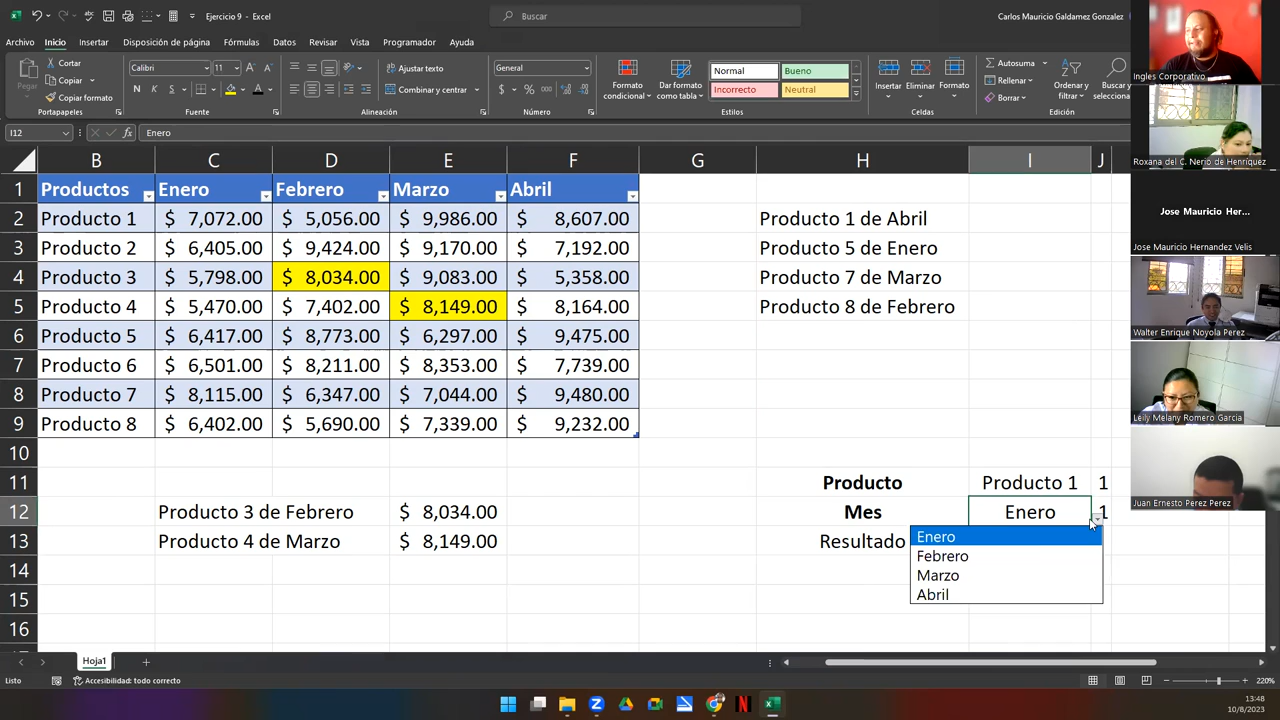 Ejercicio 9 - Excel
Buscar
Carlos Mauricio Galdamez Gonzalez
Archivo Inicio Insertar Disposición de página Fórmulas Datos Revisar Vista Programador Ayuda
Pegar
Cortar
Copiar
Copiar formato
Portapapeles
Calibri 11
N K S
Fuente
Ajustar texto
Combinar y centrar
Alineación
General
Número
Formato condicional
Dar formato como tabla
Normal Bueno
Incorrecto Neutral
Estilos
Insertar Eliminar Formato
Celdas
Autosuma
Rellenar
Borrar
Ordenar y filtrar
Buscar y selecciona
Edición
I12 fx Enero
B C D E F G H I J
1 Productos Enero Febrero Marzo Abril
2 Producto 1 $ 7,072.00 $ 5,056.00 $ 9,986.00 $ 8,607.00 Producto 1 de Abril
3 Producto 2 $ 6,405.00 $ 9,424.00 $ 9,170.00 $ 7,192.00 Producto 5 de Enero
4 Producto 3 $ 5,798.00 $ 8,034.00 $ 9,083.00 $ 5,358.00 Producto 7 de Marzo
5 Producto 4 $ 5,470.00 $ 7,402.00 $ 8,149.00 $ 8,164.00 Producto 8 de Febrero
6 Producto 5 $ 6,417.00 $ 8,773.00 $ 6,297.00 $ 9,475.00
7 Producto 6 $ 6,501.00 $ 8,211.00 $ 8,353.00 $ 7,739.00
8 Producto 7 $ 8,115.00 $ 6,347.00 $ 7,044.00 $ 9,480.00
9 Producto 8 $ 6,402.00 $ 5,690.00 $ 7,339.00 $ 9,232.00
10
11 Producto Producto 1 1
12 Producto 3 de Febrero $ 8,034.00 Mes Enero 1
13 Producto 4 de Marzo $ 8,149.00 Resultado
Enero
Febrero
Marzo
Abril
14
15
16
Hoja1
Listo
Accesibilidad: todo correcto
220%
13:48
10/8/2023
Ingles Corporativo
Roxana del C. Nerio de Henríquez
Jose Mauricio Her...
Jose Mauricio Hernandez Velis
Walter Enrique Noyola Perez
Leily Melany Romero Garcia
Juan Ernesto Perez Perez